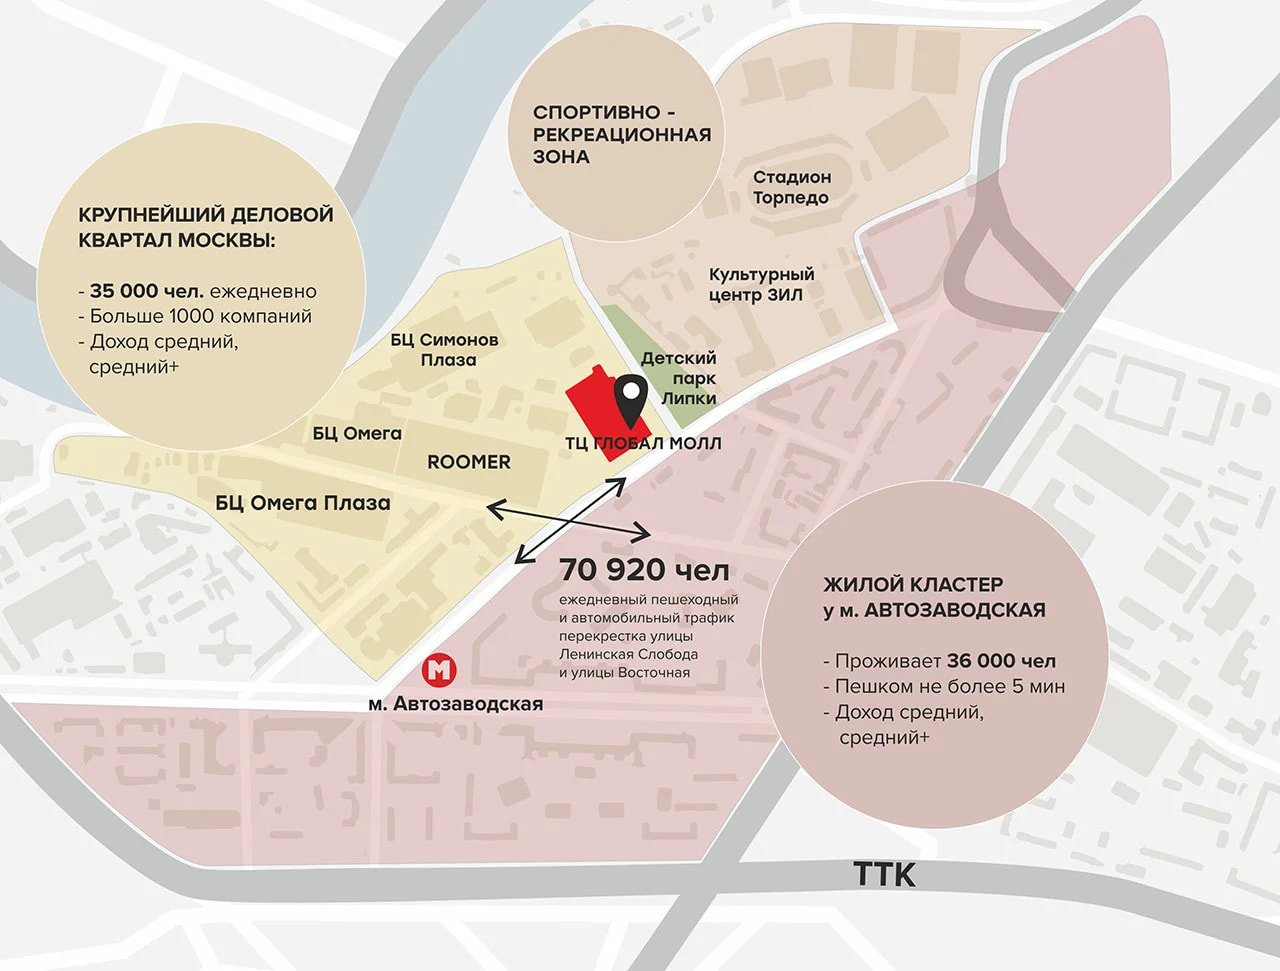 СПОРТИВНО -
РЕКРЕАЦИОННАЯ
ЗОНА
КРУПНЕЙШИЙ ДЕЛОВОЙ
КВАРТАЛ МОСКВЫ:
- 35 000 чел. ежедневно
- Больше 1000 компаний
- Доход средний,
средний+
Стадион
Торпедо
Культурный
центр ЗИЛ
БЦ Симонов
Плаза
Детский
парк
Липки
БЦ Омега
ТЦ ГЛОБАЛ МОЛЛ
ROOMER
БЦ Омега Плаза
70 920 чел
ежедневный пешеходный
и автомобильный трафик
перекрестка улицы
Ленинская Слобода
и улицы Восточная
ЖИЛОЙ КЛАСТЕР
у м. АВТОЗАВОДСКАЯ
- Проживает 36 000 чел
- Пешком не более 5 мин
- Доход средний,
средний+
М
м. Автозаводская
ТТК